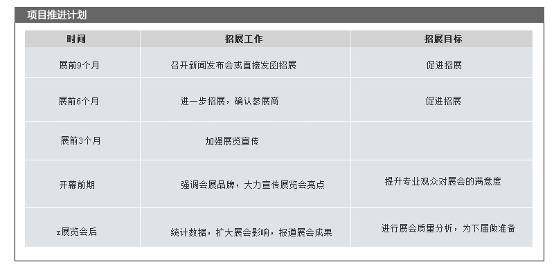 项目推进计划
时间 招展工作 招展目标
展前9个月 召开新闻发布会或直接发函招展 促进招展
展前6个月 进一步招展，确认参展商 促进招展
展前3个月 加强展览宣传
开幕前期 强调会展品牌，大力宣传展览会亮点 提升专业观众对展会的满意度
z展览会后 统计数据，扩大展会影响，报道展会成果 进行展会质量分析，为下届做准备